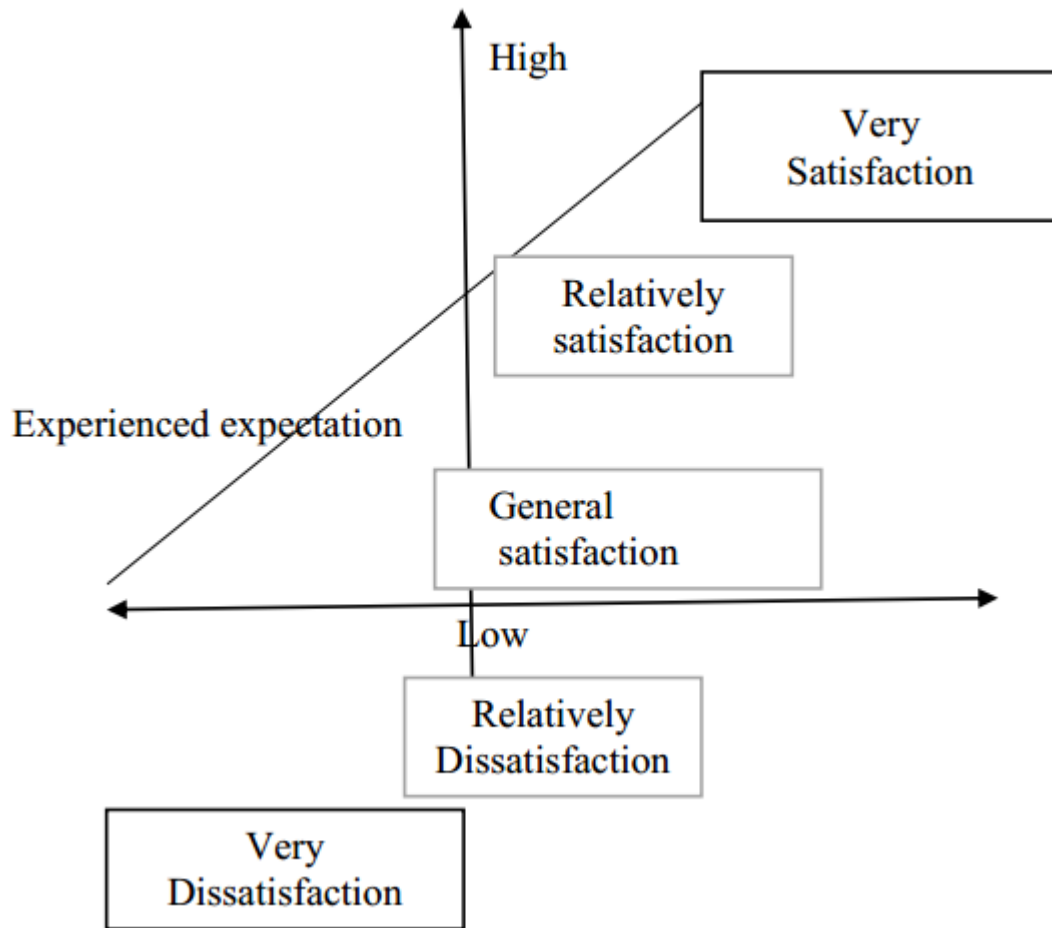 High
Very
Satisfaction
Relatively
satisfaction
Experienced expectation
General
satisfaction
Low
Relatively
Dissatisfaction
Very
Dissatisfaction